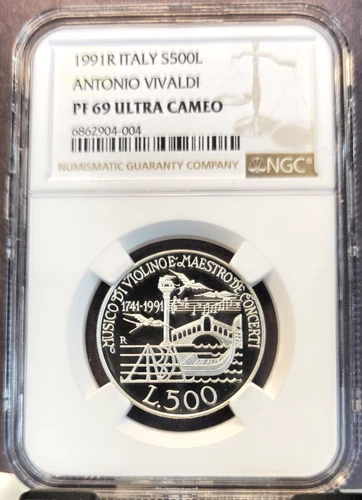 1991R ITALY S500L
ANTONIO VIVALDI
PF 69 ULTRA CAMEO
6862904-004
NUMISMATIC GUARANTY COMPANY
NGC
MUSICO DI VIOLINO E MAESTRO DE' CONCERTI
1741-1991
R
L.500